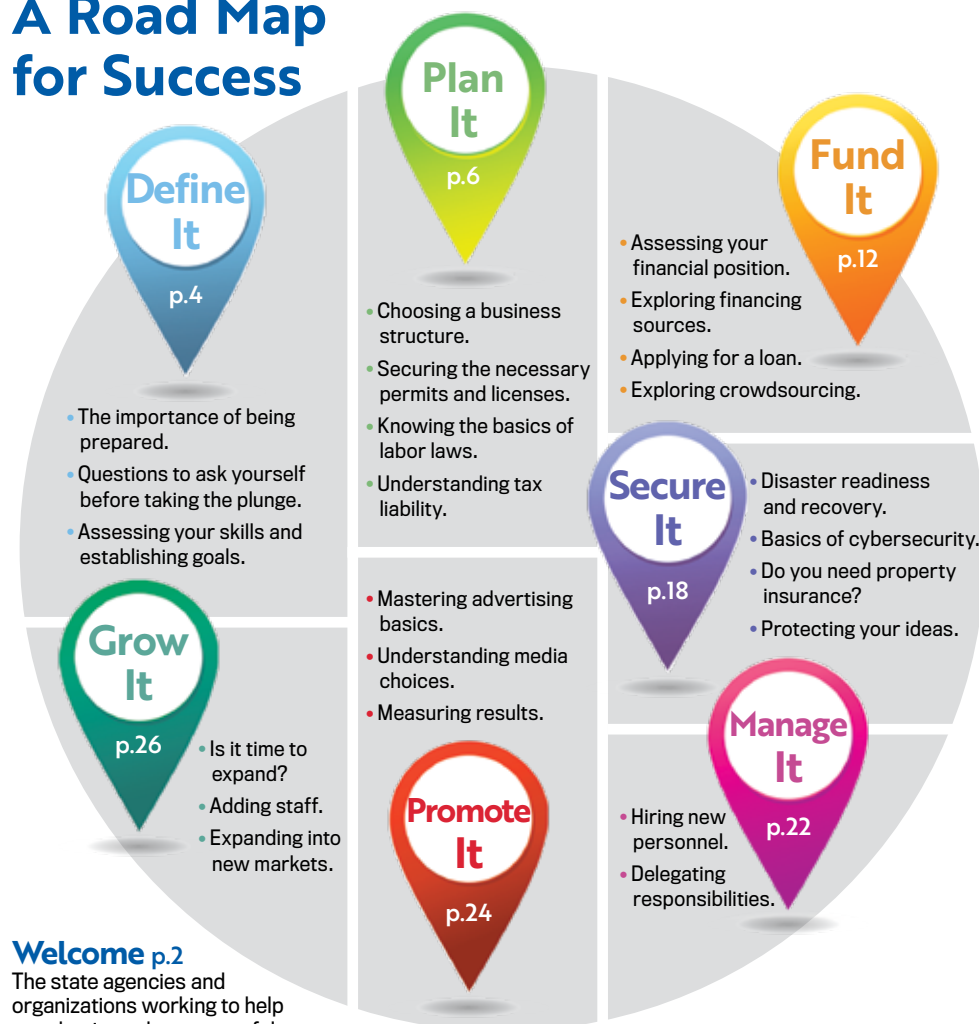 A Road Map
for Success
Define
It
p.4
• The importance of being
prepared.
• Questions to ask yourself
before taking the plunge.
• Assessing your skills and
establishing goals.
Plan
It
p.6
• Choosing a business
structure.
• Securing the necessary
permits and licenses.
• Knowing the basics of
labor laws.
• Understanding tax
liability.
Fund
It
p.12
• Assessing your
financial position.
• Exploring financing
sources.
• Applying for a loan.
• Exploring crowdsourcing.
Secure
It
p.18
• Disaster readiness
and recovery.
• Basics of cybersecurity.
• Do you need property
insurance?
• Protecting your ideas.
Manage
It
p.22
• Hiring new
personnel.
• Delegating
responsibilities.
Promote
It
p.24
• Mastering advertising
basics.
• Understanding media
choices.
• Measuring results.
Grow
It
p.26
• Is it time to
expand?
• Adding staff.
• Expanding into
new markets.
Welcome p.2
The state agencies and
organizations working to help